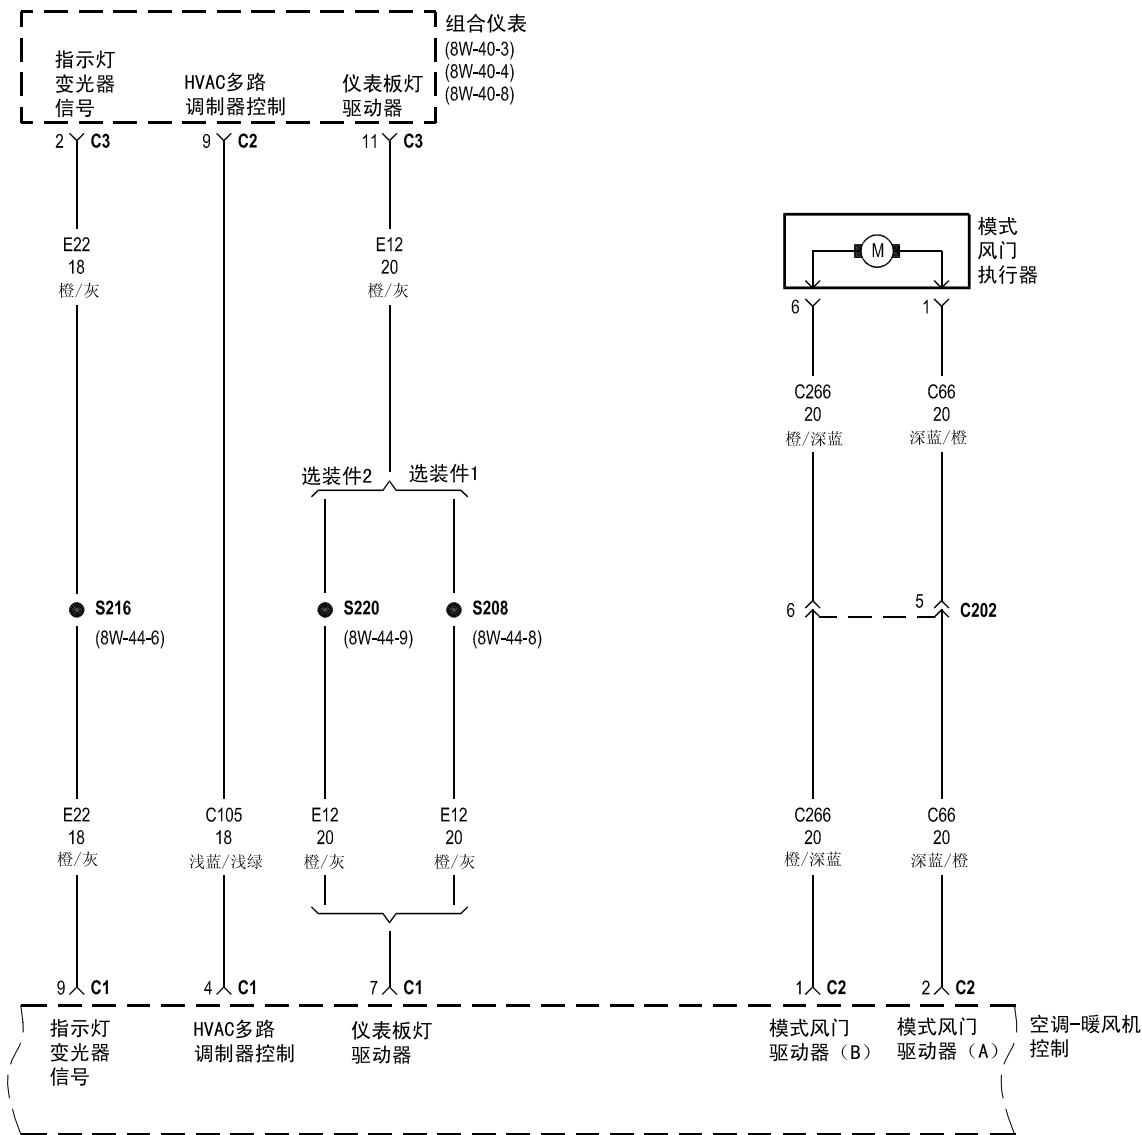 组合仪表
(8W-40-3)
(8W-40-4)
(8W-40-8)
指示灯
变光器
信号
HVAC多路
调制器控制
仪表板灯
驱动器
2 C3
9 C2
11 C3
模式
风门
执行器
M
6
1
E22
18
橙/灰
E12
20
橙/灰
C266
20
橙/深蓝
C66
20
深蓝/橙
选装件2
选装件1
S216
(8W-44-6)
S220
(8W-44-9)
S208
(8W-44-8)
6
5
C202
E22
18
橙/灰
C105
18
浅蓝/浅绿
E12
20
橙/灰
E12
20
橙/灰
C266
20
橙/深蓝
C66
20
深蓝/橙
9 C1
4 C1
7 C1
1 C2
2 C2
指示灯
变光器
信号
HVAC多路
调制器控制
仪表板灯
驱动器
模式风门
驱动器（B）
模式风门
驱动器（A）
空调-暖风机
控制